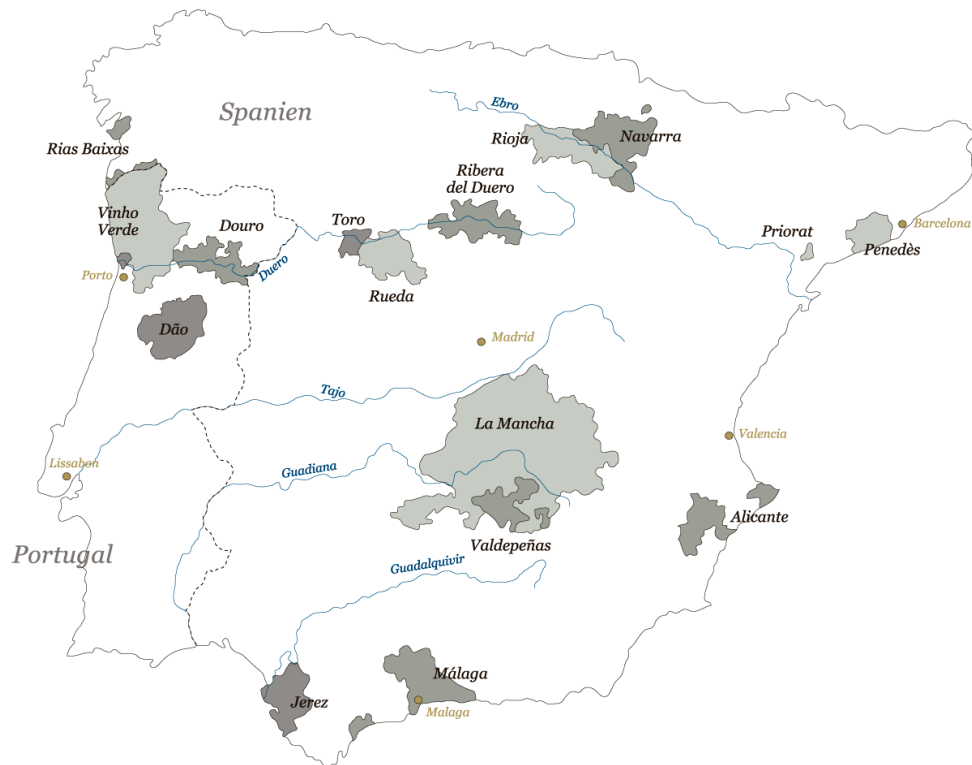 Spanien
Ebro
Rioja
Navarra
Rias Baixas
Ribera
del Duero
Vinho
Verde
Douro
Toro
Priorat
Barcelona
Penedès
Duero
Porto
Rueda
Dão
Madrid
Tajo
La Mancha
Valencia
Lissabon
Guadiana
Alicante
Valdepeñas
Portugal
Guadalquivir
Málaga
Jerez
Malaga